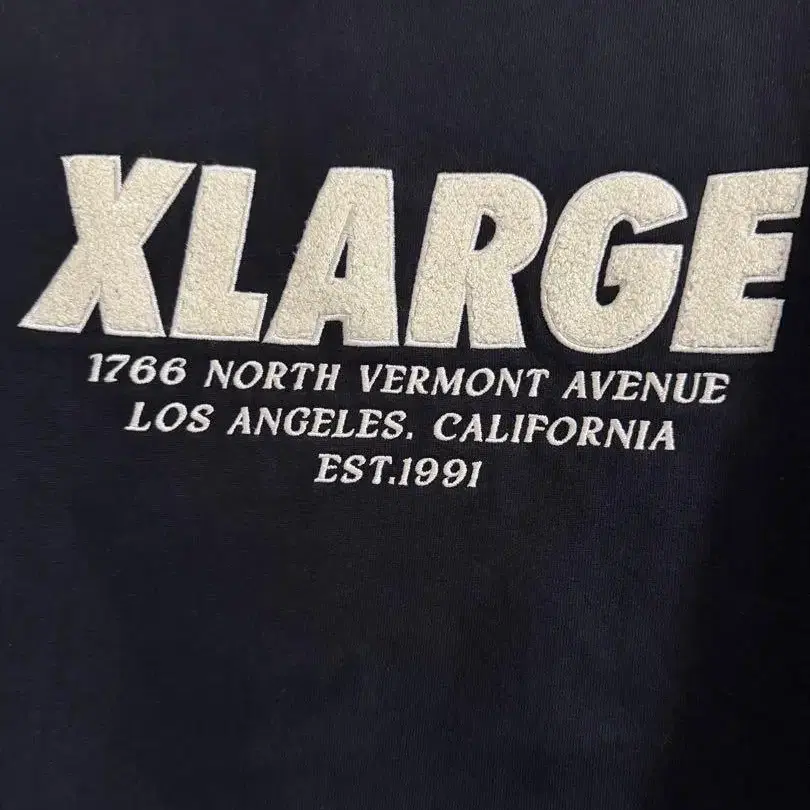 XLARGE
1766 NORTH VERMONT AVENUE
LOS ANGELES. CALIFORNIA
EST.1991